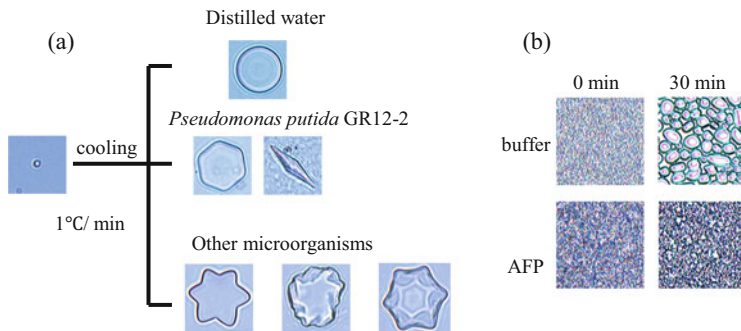 (a)
Distilled water
Pseudomonas putida GR12-2
cooling
1℃/ min
Other microorganisms
(b)
0 min
30 min
buffer
AFP